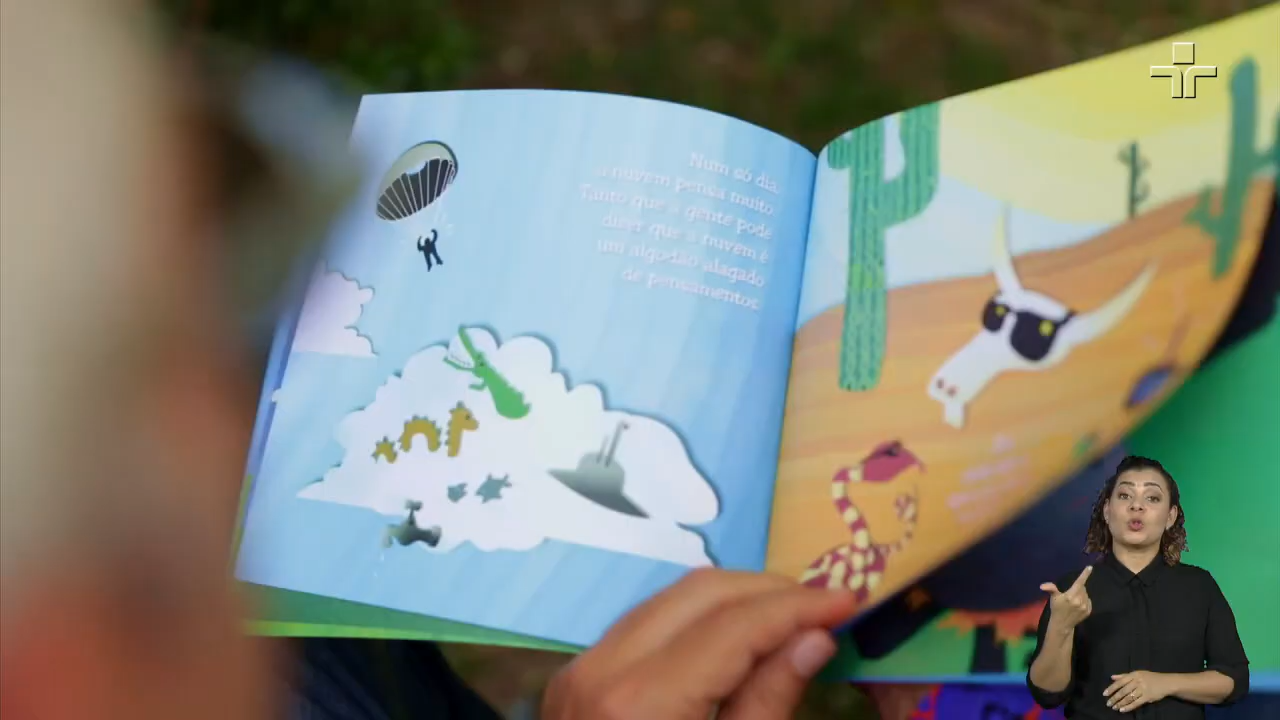 Num só dia,
a nuvem pensa muito.
Tanto que a gente pode
dizer que a nuvem é
um algodão alagado
de pensamentos.